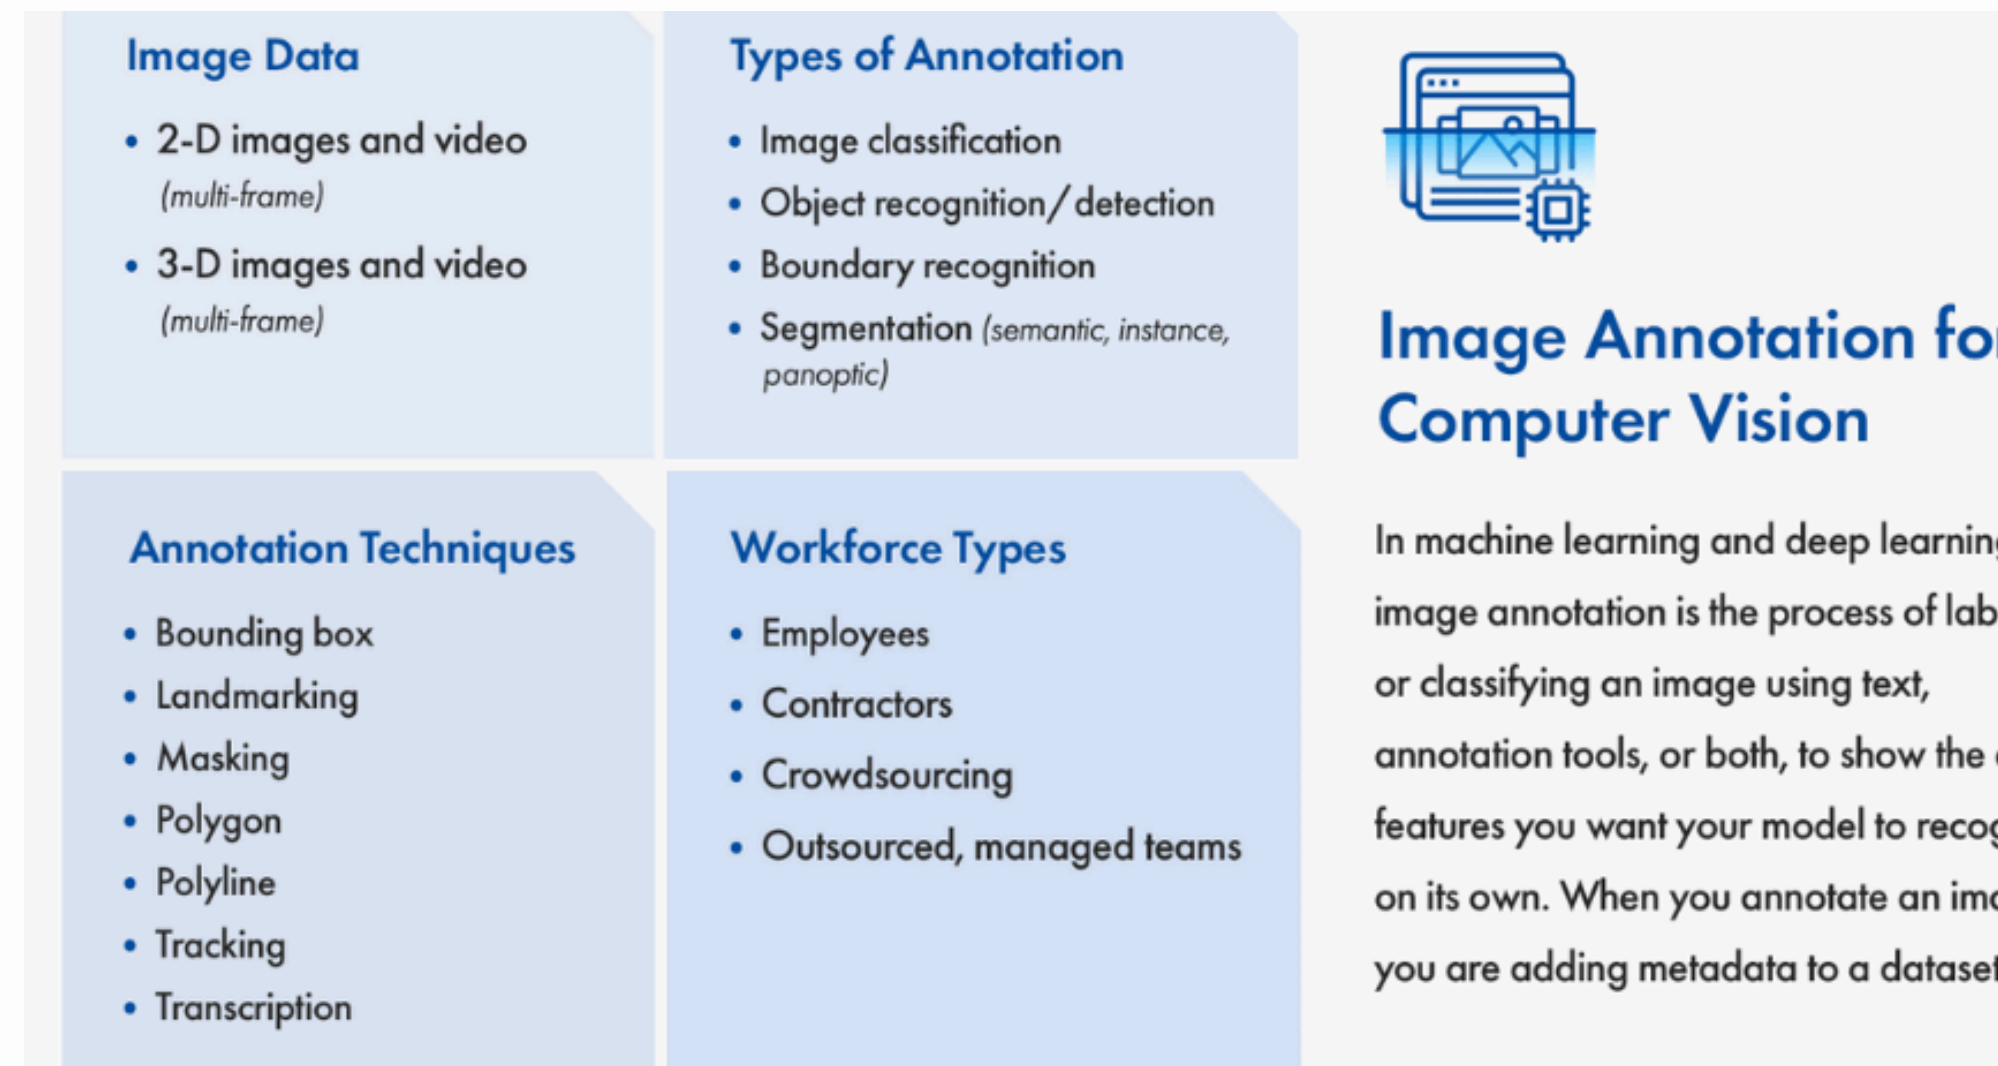 Image Data
• 2-D images and video
(multi-frame)
• 3-D images and video
(multi-frame)
Types of Annotation
• Image classification
• Object recognition/detection
• Boundary recognition
• Segmentation (semantic, instance,
panoptic)
Annotation Techniques
• Bounding box
• Landmarking
• Masking
• Polygon
• Polyline
• Tracking
• Transcription
Workforce Types
• Employees
• Contractors
• Crowdsourcing
• Outsourced, managed teams
Image Annotation for
Computer Vision
In machine learning and deep learning
image annotation is the process of
or classifying an image using text,
annotation tools, or both, to show the
features you want your model to
on its own. When you annotate an
you are adding metadata to a dataset